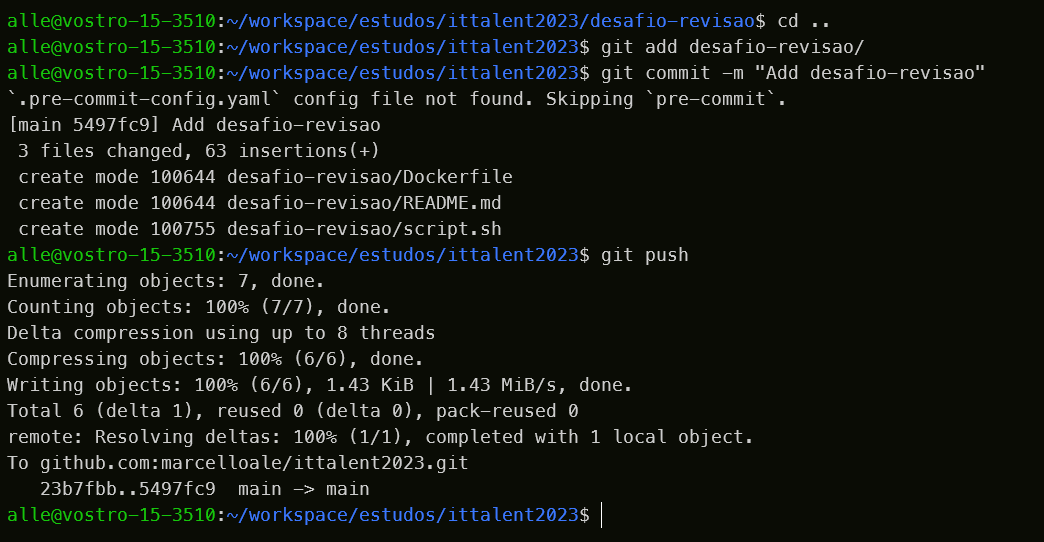 alle@vostro-15-3510:~/workspace/estudos/ittalent2023/desafio-revisao$ cd ..
alle@vostro-15-3510:~/workspace/estudos/ittalent2023$ git add desafio-revisao/
alle@vostro-15-3510:~/workspace/estudos/ittalent2023$ git commit -m "Add desafio-revisao"
`.pre-commit-config.yaml` config file not found. Skipping `pre-commit`.
[main 5497fc9] Add desafio-revisao
 3 files changed, 63 insertions(+)
 create mode 100644 desafio-revisao/Dockerfile
 create mode 100644 desafio-revisao/README.md
 create mode 100755 desafio-revisao/script.sh
alle@vostro-15-3510:~/workspace/estudos/ittalent2023$ git push
Enumerating objects: 7, done.
Counting objects: 100% (7/7), done.
Delta compression using up to 8 threads
Compressing objects: 100% (6/6), done.
Writing objects: 100% (6/6), 1.43 KiB | 1.43 MiB/s, done.
Total 6 (delta 1), reused 0 (delta 0), pack-reused 0
remote: Resolving deltas: 100% (1/1), completed with 1 local object.
To github.com:marcelloale/ittalent2023.git
   23b7fbb..5497fc9  main -> main
alle@vostro-15-3510:~/workspace/estudos/ittalent2023$